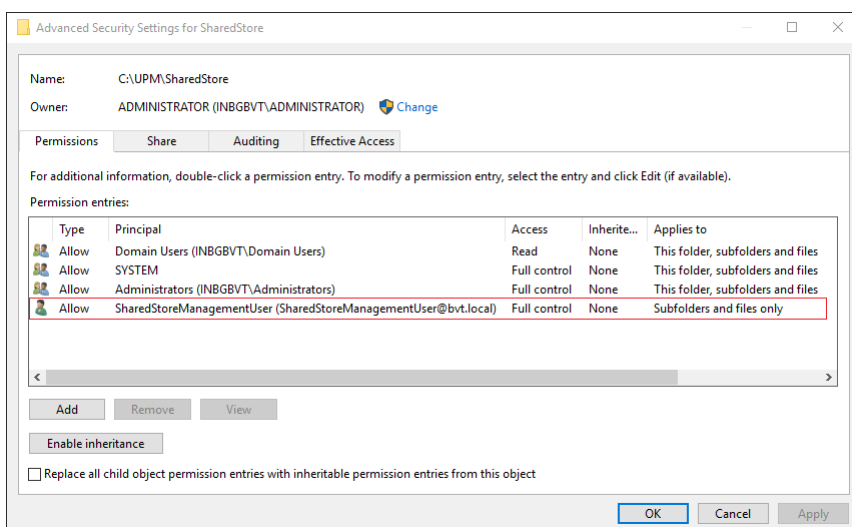 Advanced Security Settings for SharedStore
Name: C:\UPM\SharedStore
Owner: ADMINISTRATOR (INBGBVT\ADMINISTRATOR) Change
Permissions Share Auditing Effective Access
For additional information, double-click a permission entry. To modify a permission entry, select the entry and click Edit (if available).
Permission entries:
Type Principal Access Inherite... Applies to
Allow Domain Users (INBGBVT\Domain Users) Read None This folder, subfolders and files
Allow SYSTEM Full control None This folder, subfolders and files
Allow Administrators (INBGBVT\Administrators) Full control None This folder, subfolders and files
Allow SharedStoreManagementUser (SharedStoreManagementUser@bvt.local) Full control None Subfolders and files only
Add Remove View
Enable inheritance
Replace all child object permission entries with inheritable permission entries from this object
OK Cancel Apply